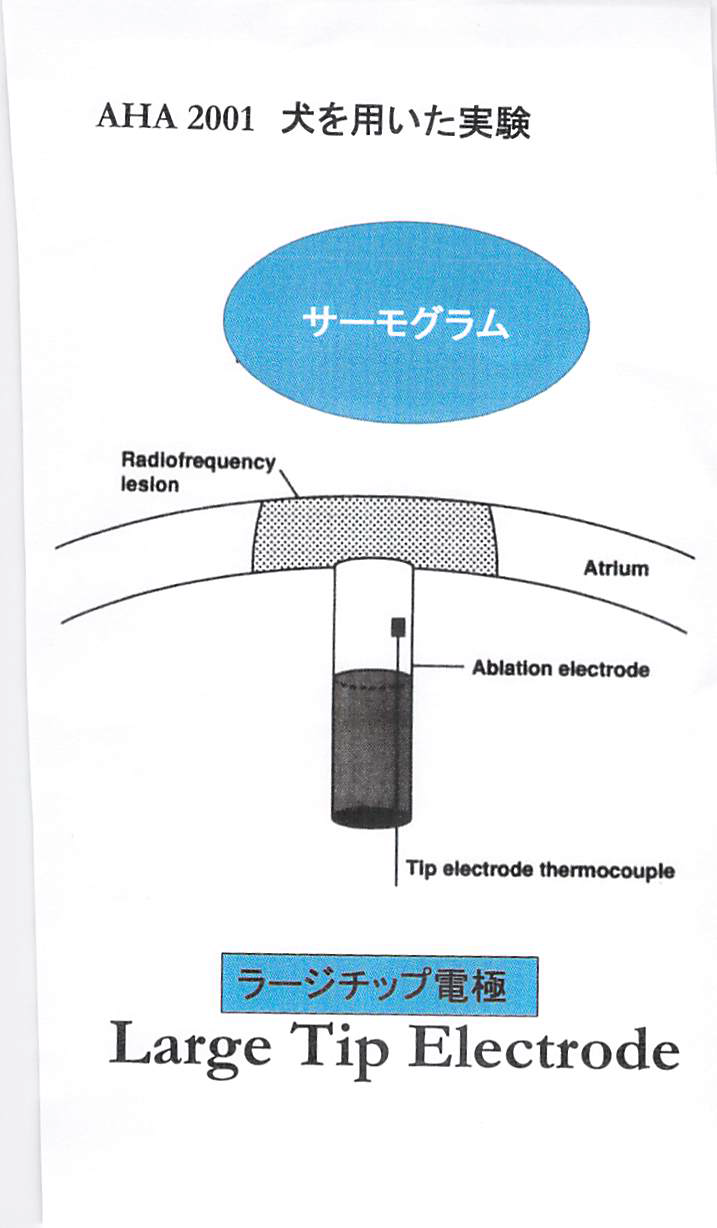 AHA 2001 犬を用いた実験
サーモグラム
Radiofrequency
lesion
Atrium
Ablation electrode
Tip electrode thermocouple
ラージチップ電極
Large Tip Electrode